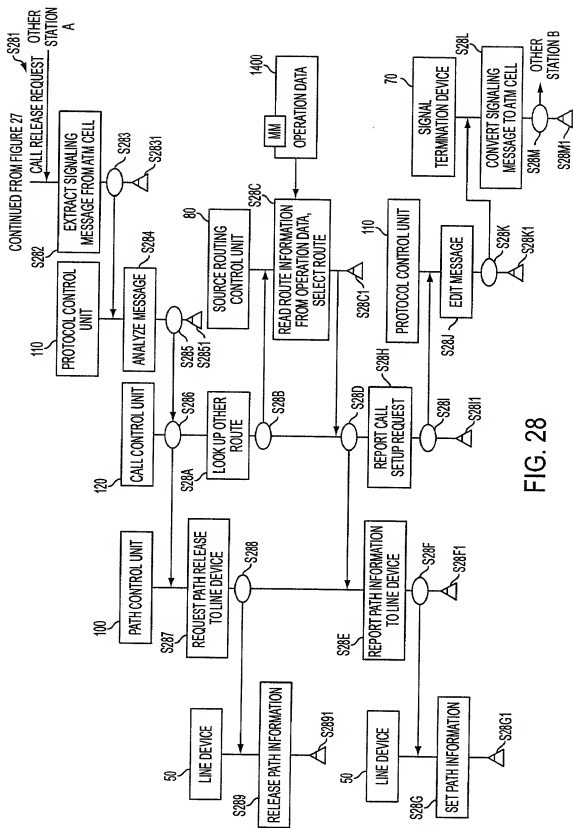 CONTINUED FROM FIGURE 27
S281
CALL RELEASE REQUEST
OTHER
STATION
A
S282
EXTRACT SIGNALING
MESSAGE FROM ATM CELL
S283
S2831
110
PROTOCOL CONTROL
UNIT
S284
ANALYZE MESSAGE
S285
S2851
120
CALL CONTROL UNIT
S286
100
PATH CONTROL UNIT
S287
REQUEST PATH RELEASE
TO LINE DEVICE
S288
50
LINE DEVICE
S289
RELEASE PATH INFORMATION
S2891
S28A
LOOK UP OTHER
ROUTE
S28B
80
SOURCE ROUTING
CONTROL UNIT
1400
MM
OPERATION DATA
S28C
READ ROUTE INFORMATION
FROM OPERATION DATA,
SELECT ROUTE
S28C1
S28D
S28E
REPORT PATH INFORMATION
TO LINE DEVICE
S28F
S28F1
50
LINE DEVICE
S28G
SET PATH INFORMATION
S28G1
S28H
REPORT CALL
SETUP REQUEST
S28I
S28I1
110
PROTOCOL CONTROL UNIT
S28J
EDIT MESSAGE
S28K
S28K1
70
SIGNAL
TERMINATION DEVICE
S28L
CONVERT SIGNALING
MESSAGE TO ATM CELL
S28M
S28M1
OTHER
STATION B
FIG. 28